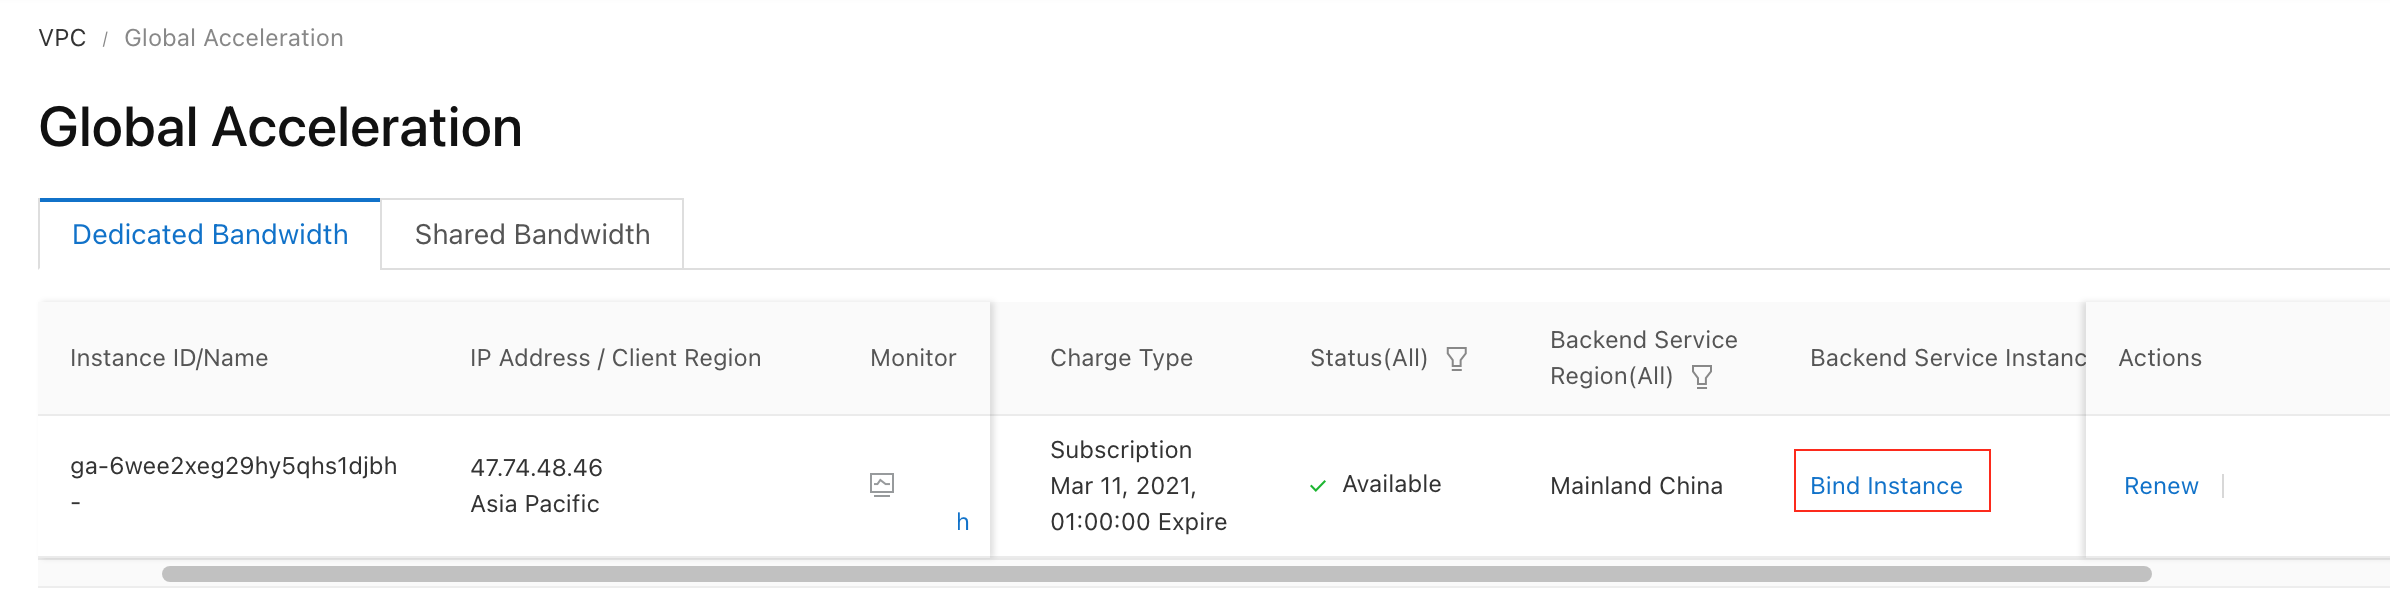 VPC / Global Acceleration
Global Acceleration
Dedicated Bandwidth
Shared Bandwidth
Instance ID/Name
IP Address / Client Region
Monitor
Charge Type
Status(All)
Backend Service
Region(All)
Backend Service Instanc
Actions
ga-6wee2xeg29hy5qhs1djbh
-
47.74.48.46
Asia Pacific
h
Subscription
Mar 11, 2021,
01:00:00 Expire
Available
Mainland China
Bind Instance
Renew